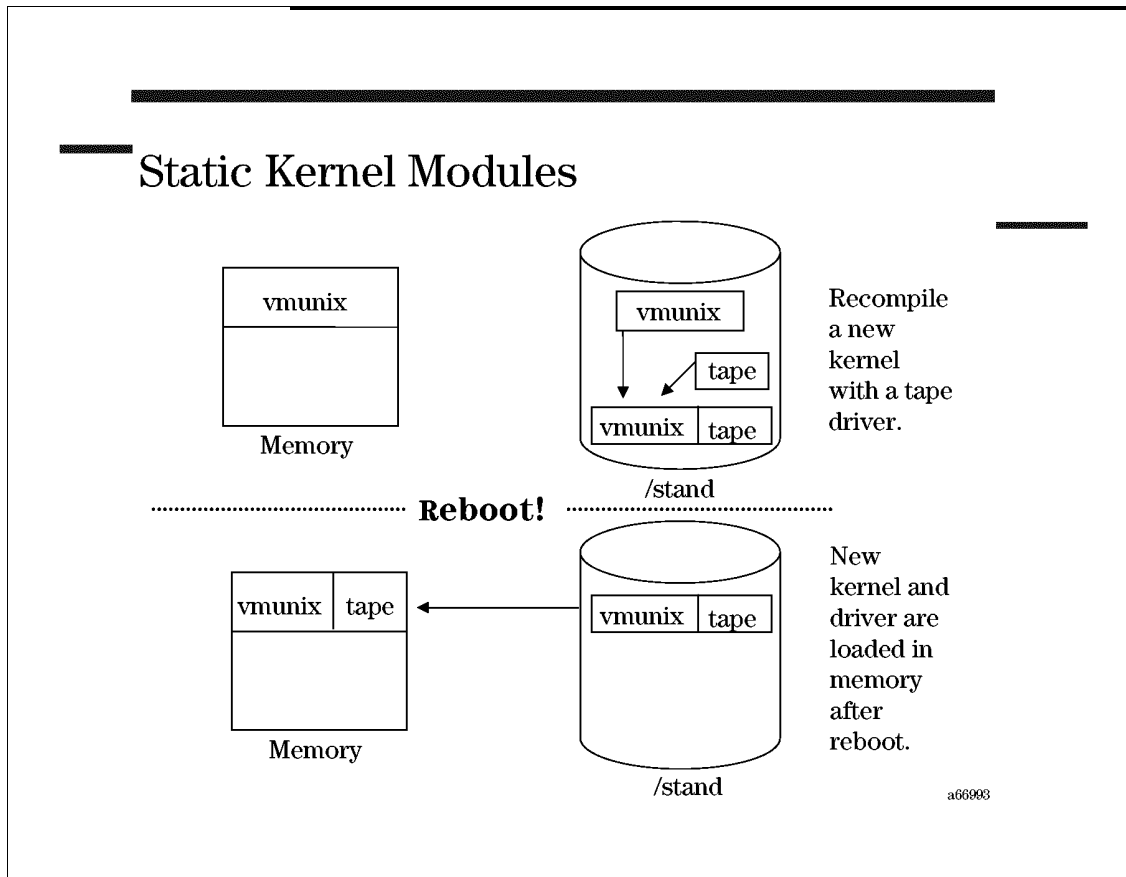 Static Kernel Modules
vmunix
Memory
vmunix
tape
vmunix tape
/stand
Recompile
a new
kernel
with a tape
driver.
Reboot!
vmunix tape
Memory
vmunix tape
/stand
New
kernel and
driver are
loaded in
memory
after
reboot.
a66993